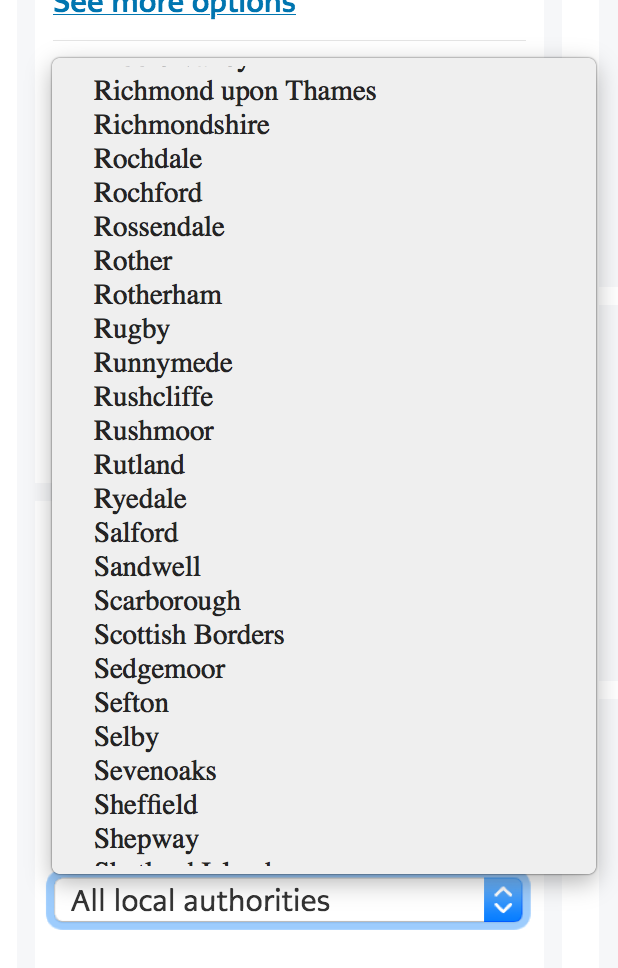 See more options
Richmond upon Thames
Richmondshire
Rochdale
Rochford
Rossendale
Rother
Rotherham
Rugby
Runnymede
Rushcliffe
Rushmoor
Rutland
Ryedale
Salford
Sandwell
Scarborough
Scottish Borders
Sedgemoor
Sefton
Selby
Sevenoaks
Sheffield
Shepway
All local authorities